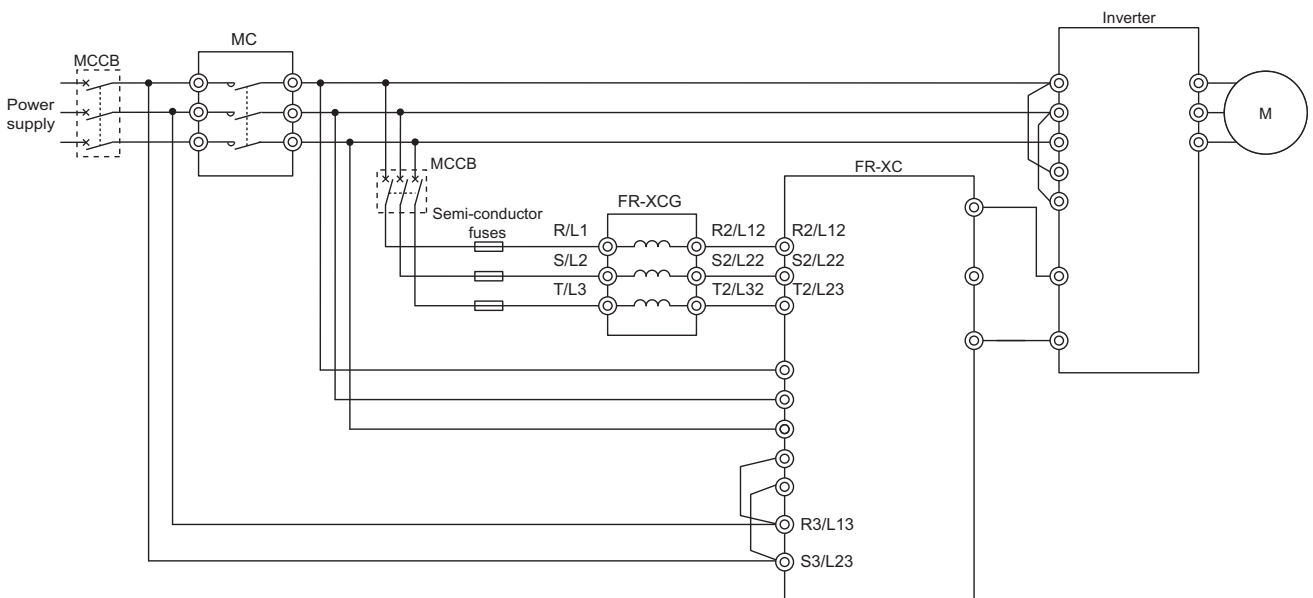 Inverter
MC
MCCB
Power
supply
M
MCCB
FR-XC
FR-XCG
Semi-conductor
fuses
R/L1
R2/L12
R2/L12
S/L2
S2/L22
S2/L22
T/L3
T2/L32
T2/L23
R3/L13
S3/L23